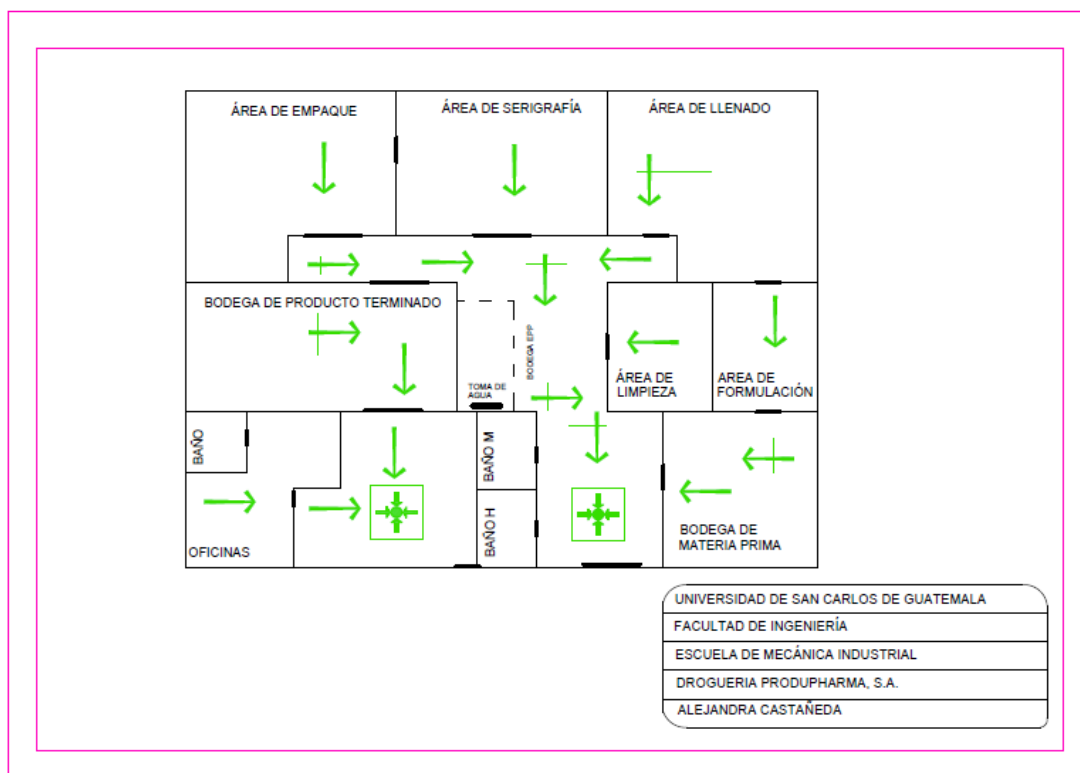 ÁREA DE EMPAQUE
ÁREA DE SERIGRAFÍA
ÁREA DE LLENADO
BODEGA DE PRODUCTO TERMINADO
BODEGA EPP
TOMA DE
AGUA
ÁREA DE
LIMPIEZA
AREA DE
FORMULACIÓN
BAÑO
BAÑO M
BAÑO H
OFICINAS
BODEGA DE
MATERIA PRIMA
UNIVERSIDAD DE SAN CARLOS DE GUATEMALA
FACULTAD DE INGENIERÍA
ESCUELA DE MECÁNICA INDUSTRIAL
DROGUERIA PRODUPHARMA, S.A.
ALEJANDRA CASTAÑEDA